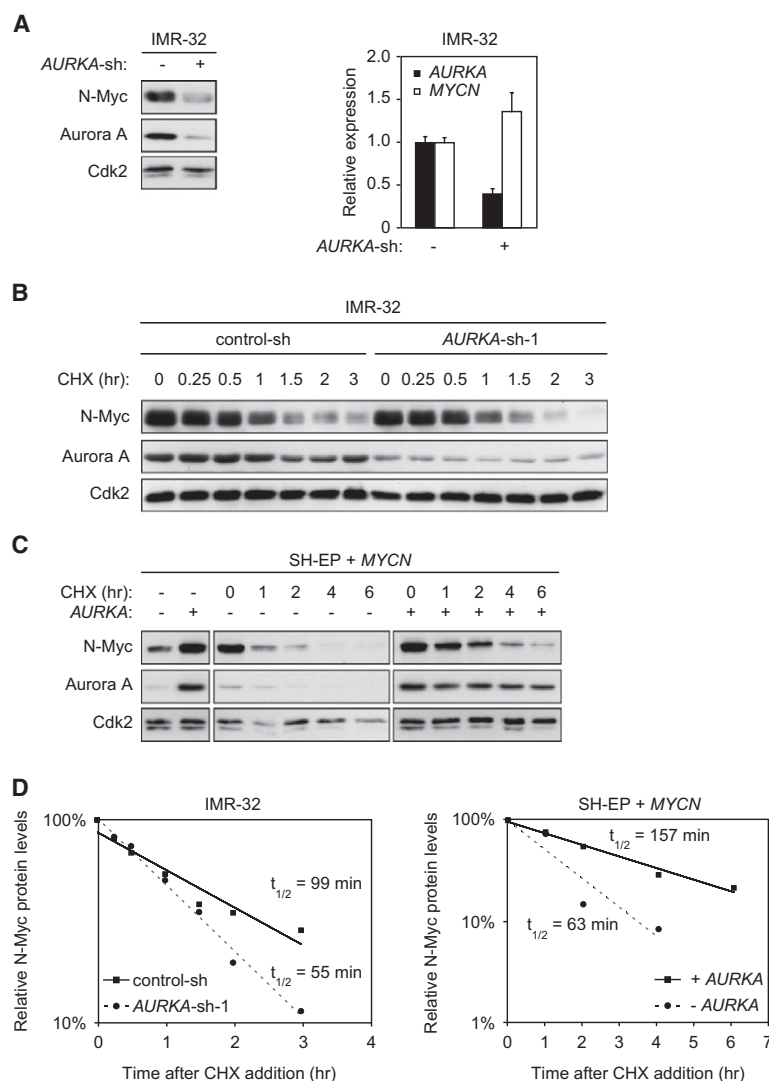 A
IMR-32
AURKA-sh: - +
N-Myc
Aurora A
Cdk2
IMR-32
2.0
1.5
1.0
0.5
0
Relative expression
AURKA
MYCN
AURKA-sh: - +
B
IMR-32
control-sh AURKA-sh-1
CHX (hr): 0 0.25 0.5 1 1.5 2 3 0 0.25 0.5 1 1.5 2 3
N-Myc
Aurora A
Cdk2
C
SH-EP + MYCN
CHX (hr): - - 0 1 2 4 6 0 1 2 4 6
AURKA: - + - - - - - + + + + +
N-Myc
Aurora A
Cdk2
D
IMR-32
Relative N-Myc protein levels
100%
10%
t1/2 = 99 min
t1/2 = 55 min
control-sh
AURKA-sh-1
0 1 2 3 4
Time after CHX addition (hr)
SH-EP + MYCN
Relative N-Myc protein levels
100%
10%
1%
t1/2 = 157 min
t1/2 = 63 min
+ AURKA
- AURKA
0 1 2 3 4 5 6 7
Time after CHX addition (hr)